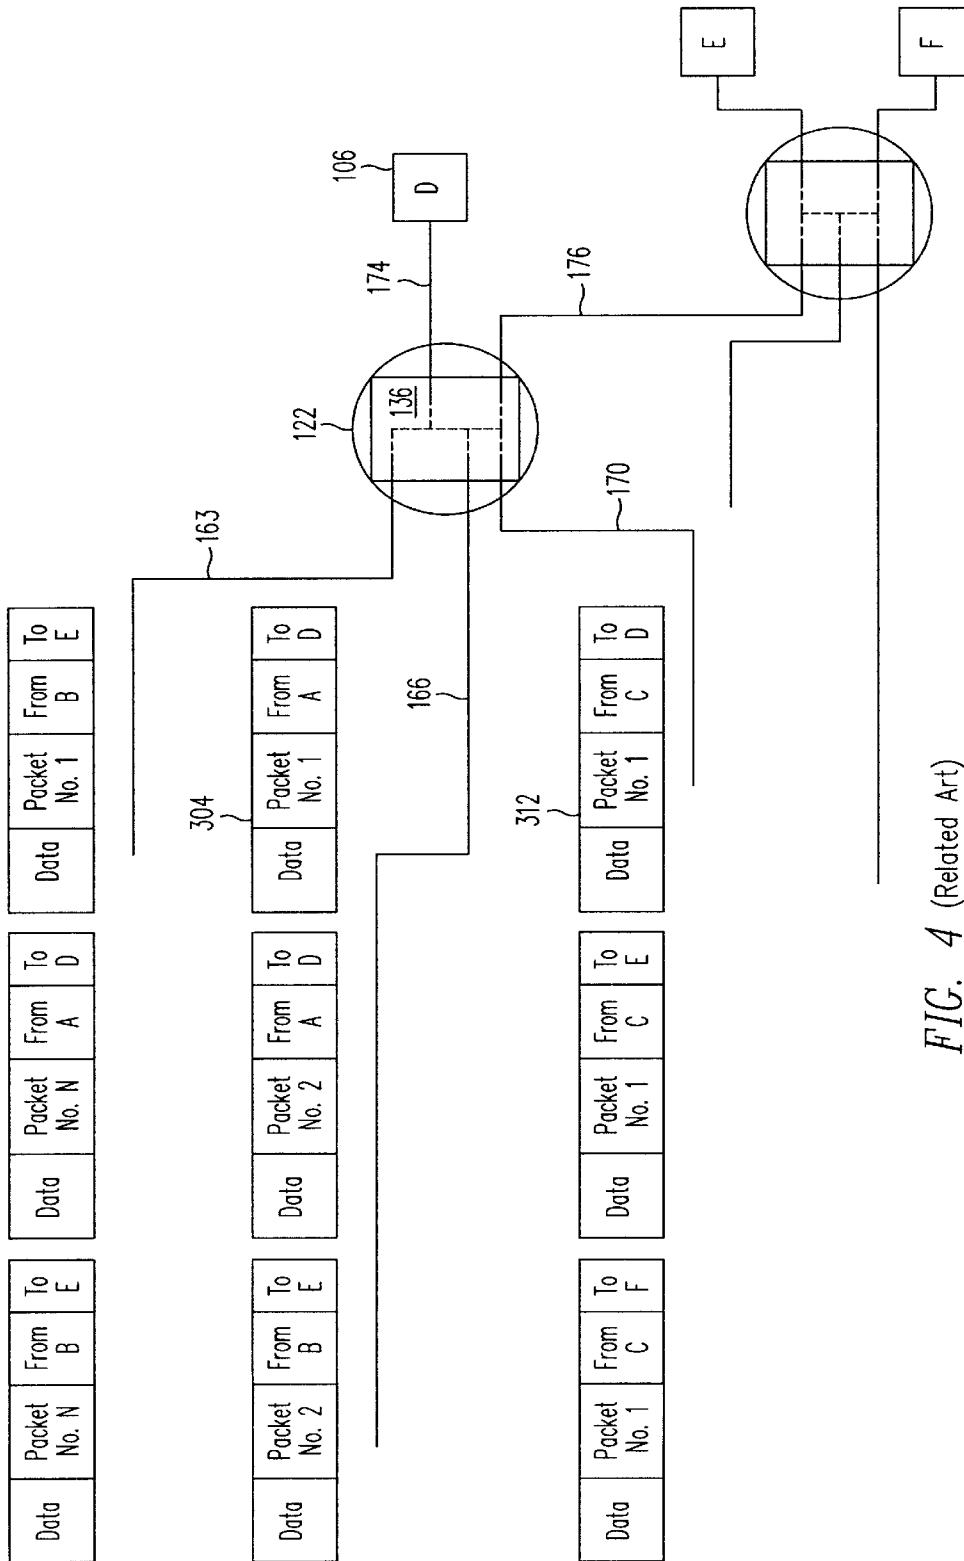 Data
Packet
No. N
From
B
To
E
Data
Packet
No. N
From
A
To
D
Data
Packet
No. 1
From
B
To
E
163
304
Data
Packet
No. 2
From
B
To
E
Data
Packet
No. 2
From
A
To
D
Data
Packet
No. 1
From
A
To
D
122
136
174
106
D
166
312
Data
Packet
No. 1
From
C
To
F
Data
Packet
No. 1
From
C
To
E
Data
Packet
No. 1
From
C
To
D
170
176
E
F
FIG. 4 (Related Art)